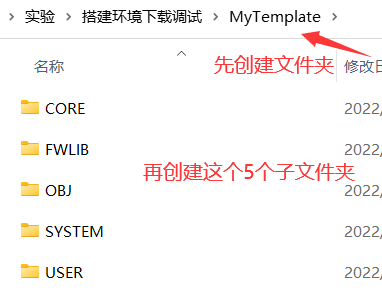 实验 > 搭建环境下载调试 > MyTemplate >
先创建文件夹
名称 修改日
CORE 2022/
FWLIB 2022/
再创建这个5个子文件夹
OBJ 2022/
SYSTEM 2022/
USER 2022/